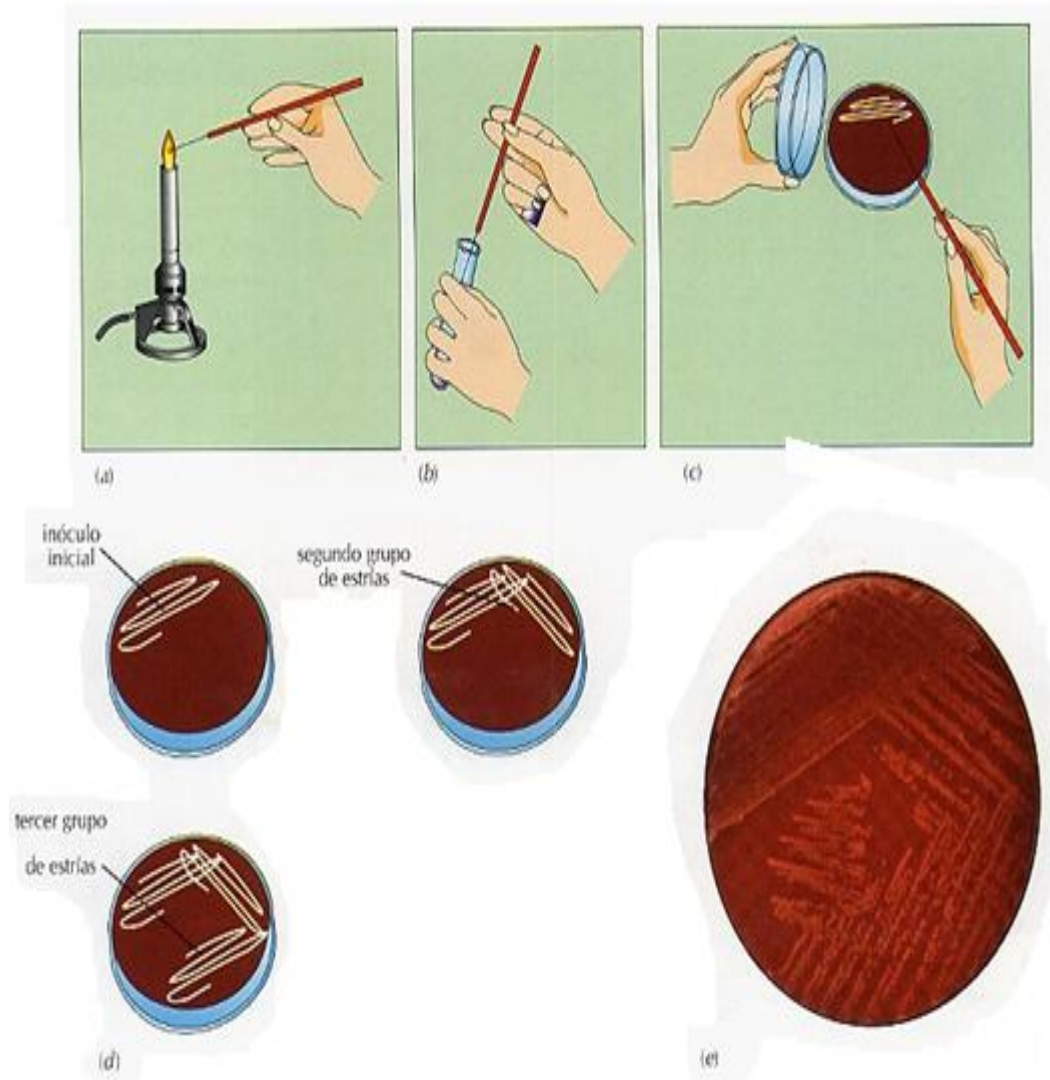 (a)
(b)
(c)
inóculo
inicial
segundo grupo
de estrías
tercer grupo
de estrías
(d)
(e)